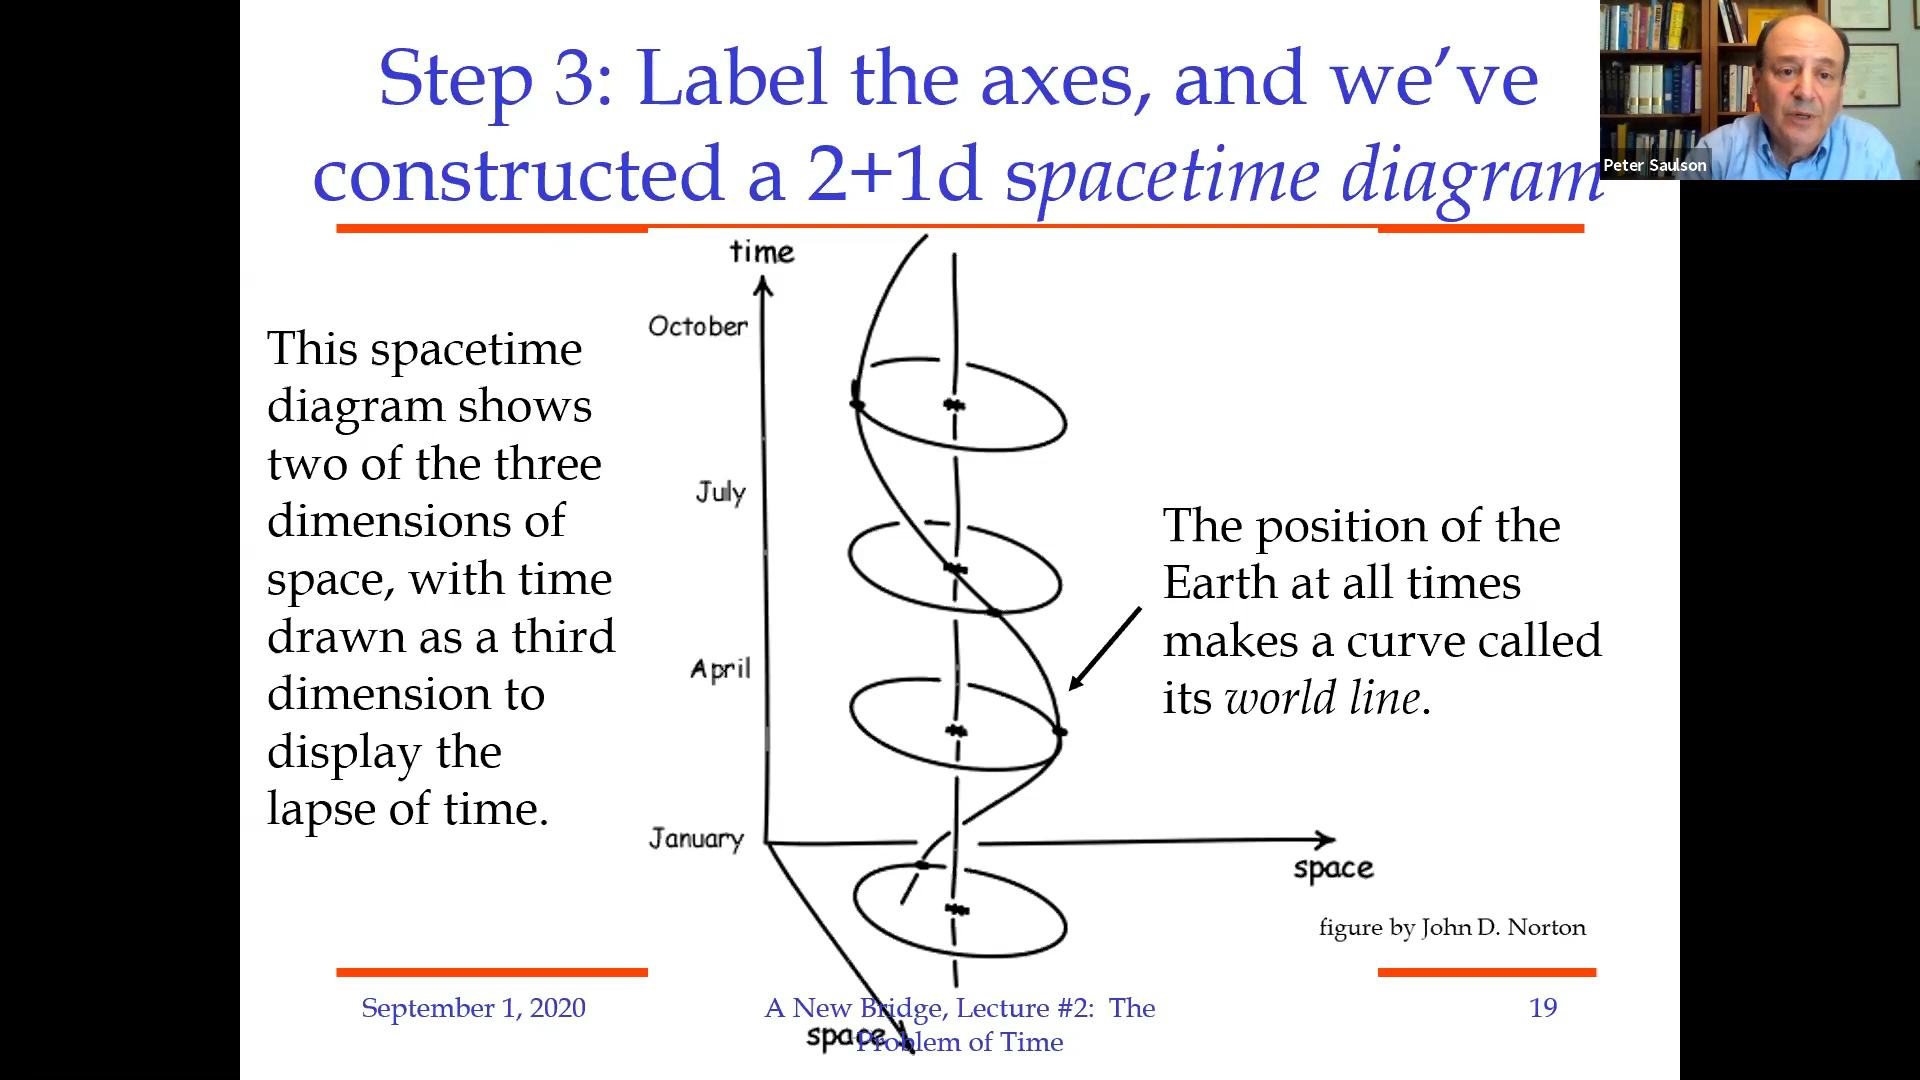 Step 3: Label the axes, and we’ve
constructed a 2+1d spacetime diagram
Peter Saulson
time
October
July
April
January
space
space
This spacetime
diagram shows
two of the three
dimensions of
space, with time
drawn as a third
dimension to
display the
lapse of time.
The position of the
Earth at all times
makes a curve called
its world line.
figure by John D. Norton
September 1, 2020
A New Bridge, Lecture #2: The
Problem of Time
19